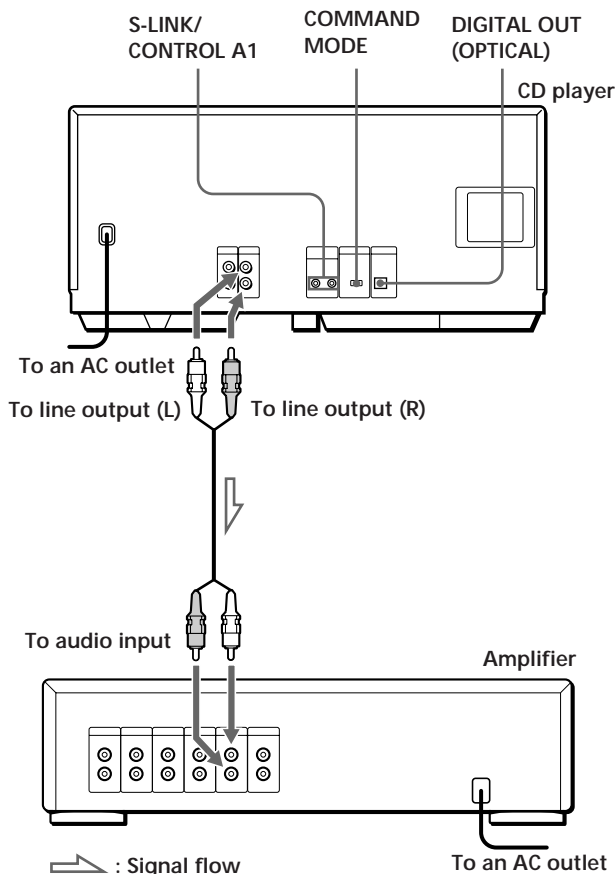 S-LINK/
CONTROL A1
COMMAND
MODE
DIGITAL OUT
(OPTICAL)
CD player
To an AC outlet
To line output (L)
To line output (R)
To audio input
Amplifier
: Signal flow
To an AC outlet